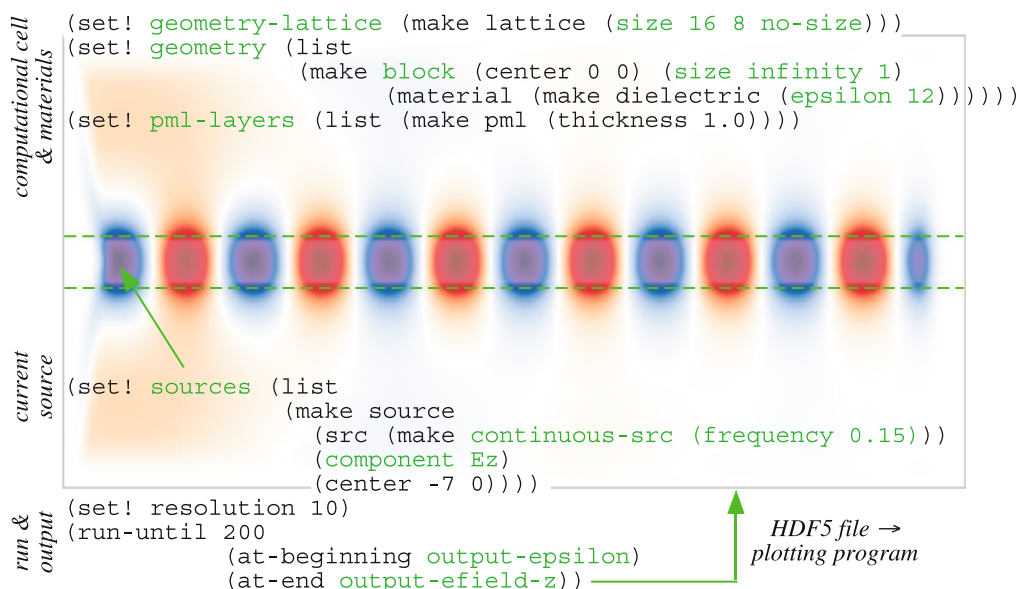 computational cell
& materials
(set! geometry-lattice (make lattice (size 16 8 no-size)))
(set! geometry (list
(make block (center 0 0) (size infinity 1)
(material (make dielectric (epsilon 12))))))
(set! pml-layers (list (make pml (thickness 1.0))))
current
source
(set! sources (list
(make source
(src (make continuous-src (frequency 0.15)))
(component Ez)
(center -7 0))))
run &
output
(set! resolution 10)
(run-until 200
(at-beginning output-epsilon)
(at-end output-efield-z))
HDF5 file →
plotting program